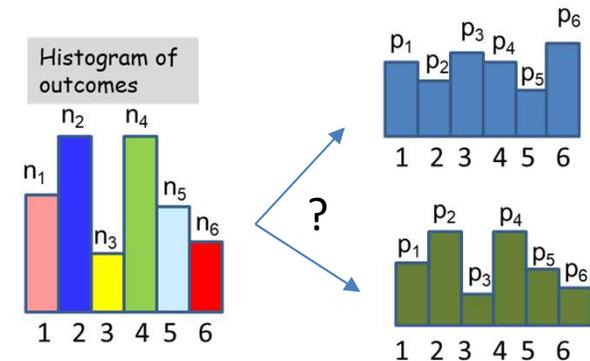 Histogram of
outcomes
n1 n2 n3 n4 n5 n6
1 2 3 4 5 6
?
p1 p2 p3 p4 p5 p6
1 2 3 4 5 6
p1 p2 p3 p4 p5 p6
1 2 3 4 5 6